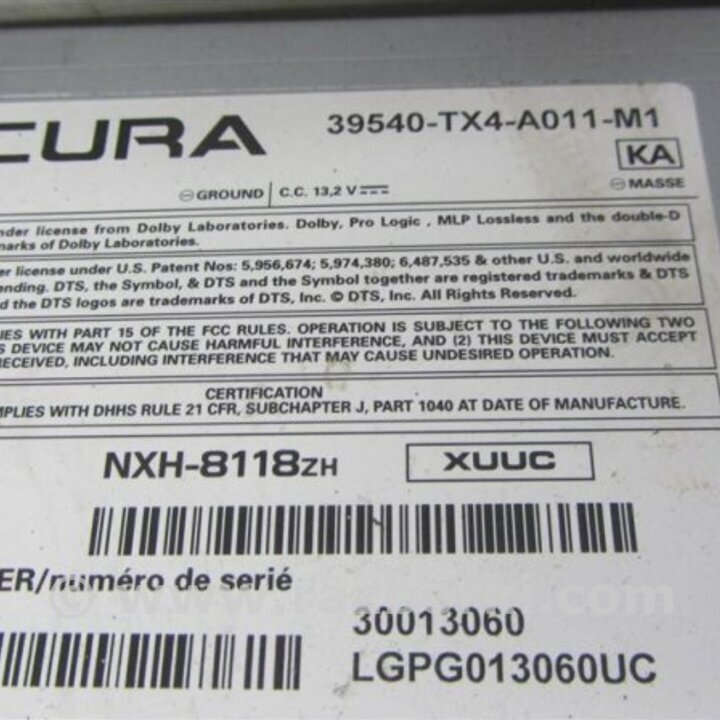 CURA 39540-TX4-A011-M1
KA
⊖GROUND C.C. 13,2 V ⊖MASSE
nder license from Dolby Laboratories. Dolby, Pro Logic , MLP Lossless and the double-D
marks of Dolby Laboratories.
er license under U.S. Patent Nos: 5,956,674; 5,974,380; 6,487,535 & other U.S. and worldwide
ending. DTS, the Symbol, & DTS and the Symbol together are registered trademarks & DTS
d the DTS logos are trademarks of DTS, Inc. © DTS, Inc. All Rights Reserved.
IES WITH PART 15 OF THE FCC RULES. OPERATION IS SUBJECT TO THE FOLLOWING TWO
S DEVICE MAY NOT CAUSE HARMFUL INTERFERENCE, AND (2) THIS DEVICE MUST ACCEPT
RECEIVED, INCLUDING INTERFERENCE THAT MAY CAUSE UNDESIRED OPERATION.
CERTIFICATION
MPLIES WITH DHHS RULE 21 CFR, SUBCHAPTER J, PART 1040 AT DATE OF MANUFACTURE.
NXH-8118ZH XUUC
ER/numéro de serié
30013060
LGPG013060UC